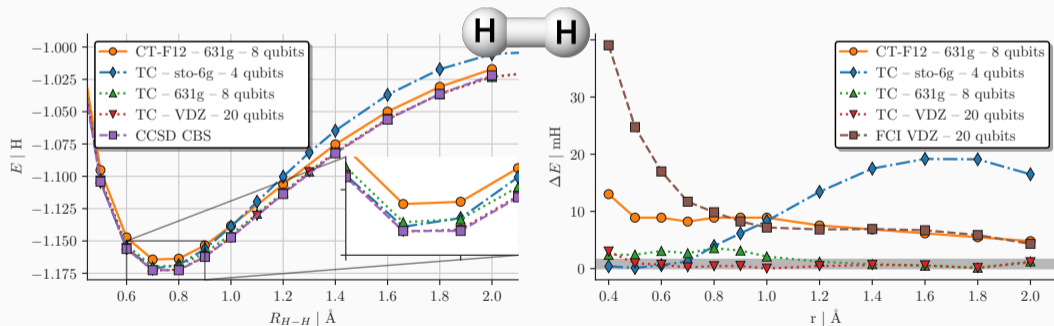 H H
−1.000
−1.025
−1.050
−1.075
−1.100
−1.125
−1.150
−1.175
E | H
CT-F12 – 631g – 8 qubits
TC – sto-6g – 4 qubits
TC – 631g – 8 qubits
TC – VDZ – 20 qubits
CCSD CBS
0.6 0.8 1.0 1.2 1.4 1.6 1.8 2.0
R_{H−H} | Å
30
20
10
0
ΔE | mH
CT-F12 – 631g – 8 qubits
TC – sto-6g – 4 qubits
TC – 631g – 8 qubits
TC – VDZ – 20 qubits
FCI VDZ – 20 qubits
0.4 0.6 0.8 1.0 1.2 1.4 1.6 1.8 2.0
r | Å